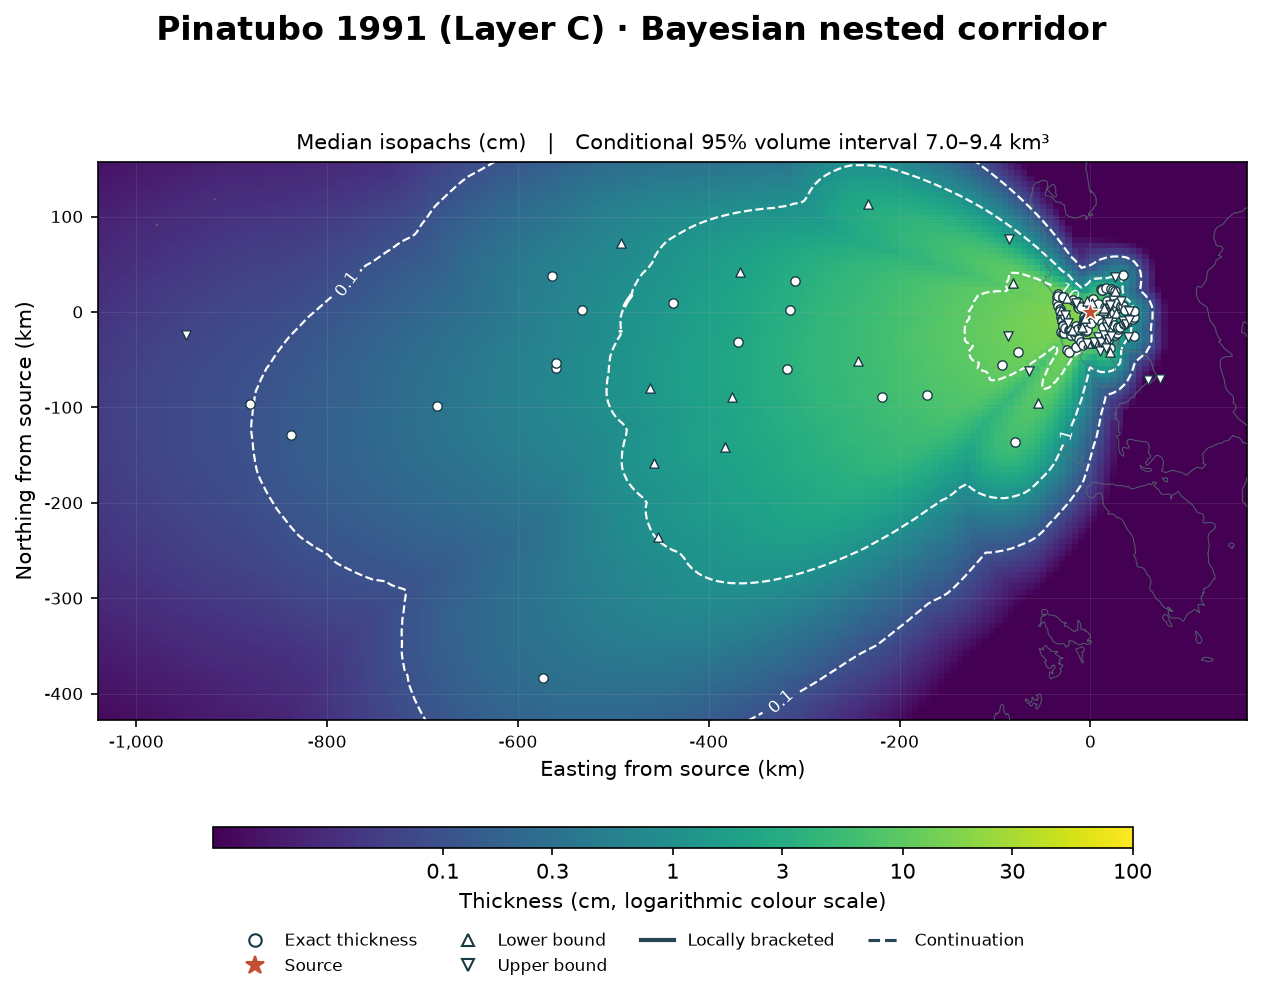 Pinatubo 1991 (Layer C) · Bayesian nested corridor
Median isopachs (cm) | Conditional 95% volume interval 7.0–9.4 km³
Northing from source (km)
100
0
-100
-200
-300
-400
0.1
1
0.1
-1,000
-800
-600
-400
-200
0
Easting from source (km)
0.1
0.3
1
3
10
30
100
Thickness (cm, logarithmic colour scale)
Exact thickness
Lower bound
Locally bracketed
Continuation
Source
Upper bound